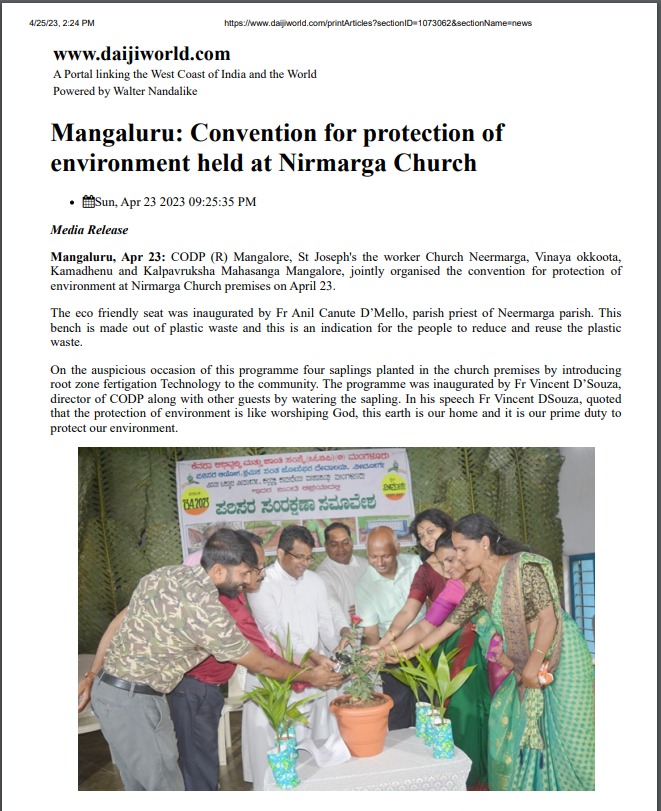 4/25/23, 2:24 PM
https://www.daijiworld.com/printArticles?sectionID=1073062&sectionName=news
www.daijiworld.com
A Portal linking the West Coast of India and the World
Powered by Walter Nandalike
Mangaluru: Convention for protection of
environment held at Nirmarga Church
Sun, Apr 23 2023 09:25:35 PM
Media Release
Mangaluru, Apr 23: CODP (R) Mangalore, St Joseph's the worker Church Neermarga, Vinaya okkoota,
Kamadhenu and Kalpavruksha Mahasanga Mangalore, jointly organised the convention for protection of
environment at Nirmarga Church premises on April 23.
The eco friendly seat was inaugurated by Fr Anil Canute D’Mello, parish priest of Neermarga parish. This
bench is made out of plastic waste and this is an indication for the people to reduce and reuse the plastic
waste.
On the auspicious occasion of this programme four saplings planted in the church premises by introducing
root zone fertigation Technology to the community. The programme was inaugurated by Fr Vincent D’Souza,
director of CODP along with other guests by watering the sapling. In his speech Fr Vincent DSouza, quoted
that the protection of environment is like worshiping God, this earth is our home and it is our prime duty to
protect our environment.
23.4.2023
ಪರಿಸರ ಸಂರಕ್ಷಣಾ ಸಮಾವೇಶ